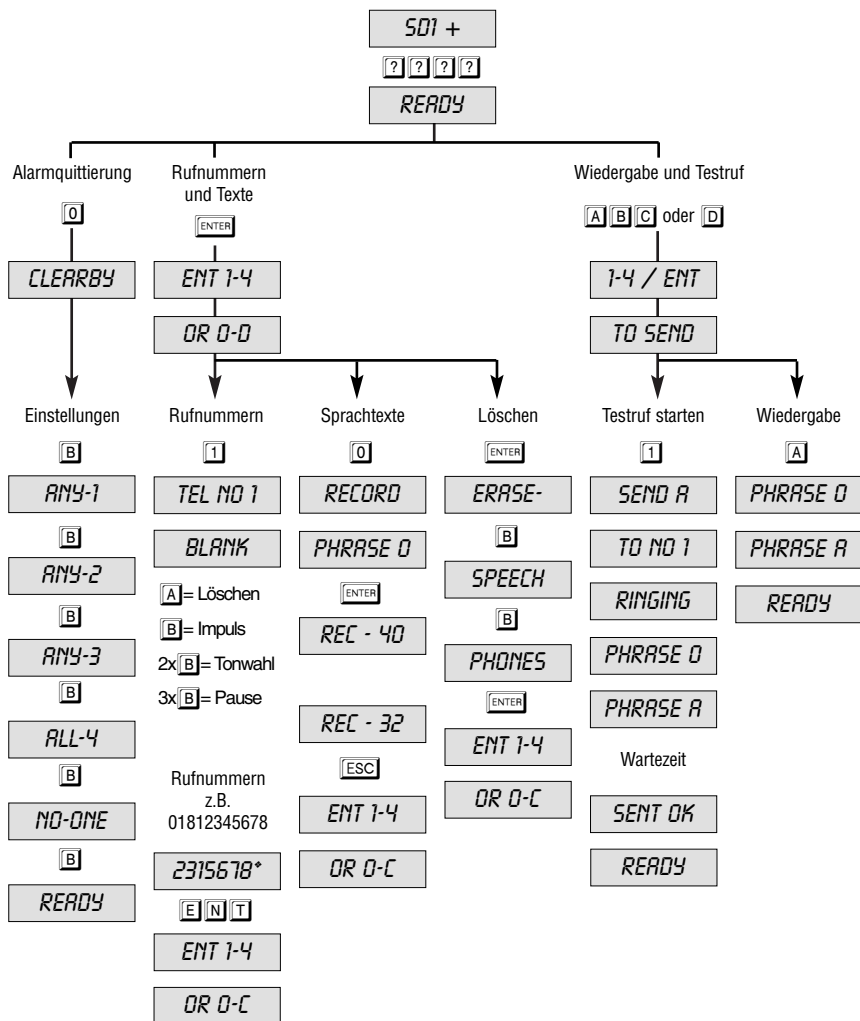 SD1 +
? ? ? ?
READY
Alarmquittierung
0
CLEARBY
Rufnummern
und Texte
ENTER
ENT 1-4
OR 0-D
Wiedergabe und Testruf
A B C oder D
1-4 / ENT
TO SEND
Einstellungen
B
ANY-1
B
ANY-2
B
ANY-3
B
ALL-4
B
NO-ONE
B
READY
Rufnummern
1
TEL NO 1
BLANK
A = Löschen
B = Impuls
2x B = Tonwahl
3x B = Pause
Rufnummern
z.B.
01812345678
2315678*
E N T
ENT 1-4
OR 0-C
Sprachtexte
0
RECORD
PHRASE 0
ENTER
REC - 40
REC - 32
ESC
ENT 1-4
OR 0-C
Löschen
ENTER
ERASE-
B
SPEECH
B
PHONES
ENTER
ENT 1-4
OR 0-C
Testruf starten
1
SEND A
TO NO 1
RINGING
PHRASE 0
PHRASE A
Wartezeit
SENT OK
READY
Wiedergabe
A
PHRASE 0
PHRASE A
READY